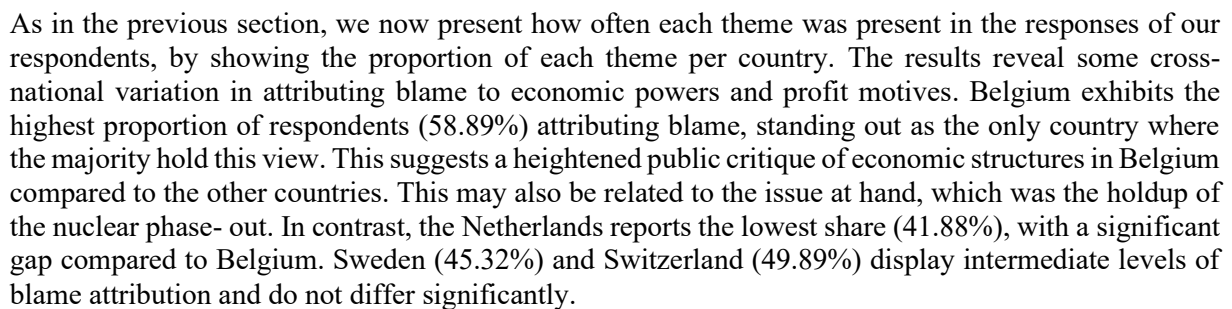 As in the previous section, we now present how often each theme was present in the responses of our
respondents, by showing the proportion of each theme per country. The results reveal some cross-
national variation in attributing blame to economic powers and profit motives. Belgium exhibits the
highest proportion of respondents (58.89%) attributing blame, standing out as the only country where
the majority hold this view. This suggests a heightened public critique of economic structures in Belgium
compared to the other countries. This may also be related to the issue at hand, which was the holdup of
the nuclear phase- out. In contrast, the Netherlands reports the lowest share (41.88%), with a significant
gap compared to Belgium. Sweden (45.32%) and Switzerland (49.89%) display intermediate levels of
blame attribution and do not differ significantly.